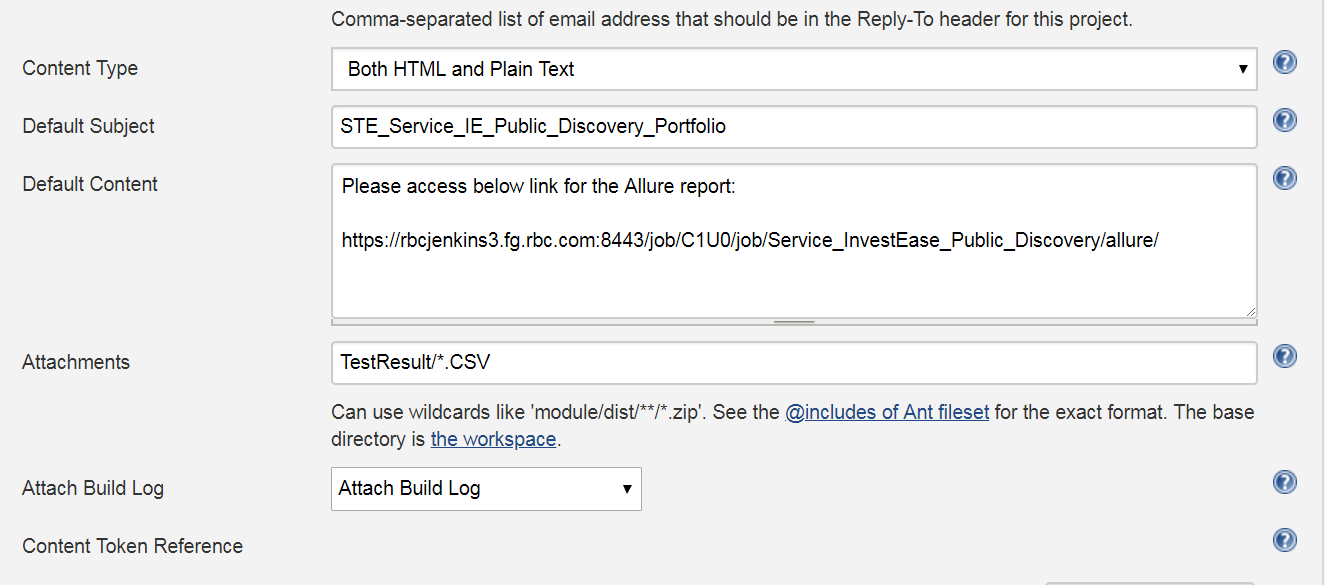 Comma-separated list of email address that should be in the Reply-To header for this project.
Content Type
Both HTML and Plain Text
Default Subject
STE_Service_IE_Public_Discovery_Portfolio
Default Content
Please access below link for the Allure report:
https://rbcjenkins3.fg.rbc.com:8443/job/C1U0/job/Service_InvestEase_Public_Discovery/allure/
Attachments
TestResult/*.CSV
Can use wildcards like 'module/dist/**/*.zip'. See the @includes of Ant fileset for the exact format. The base
directory is the workspace.
Attach Build Log
Attach Build Log
Content Token Reference